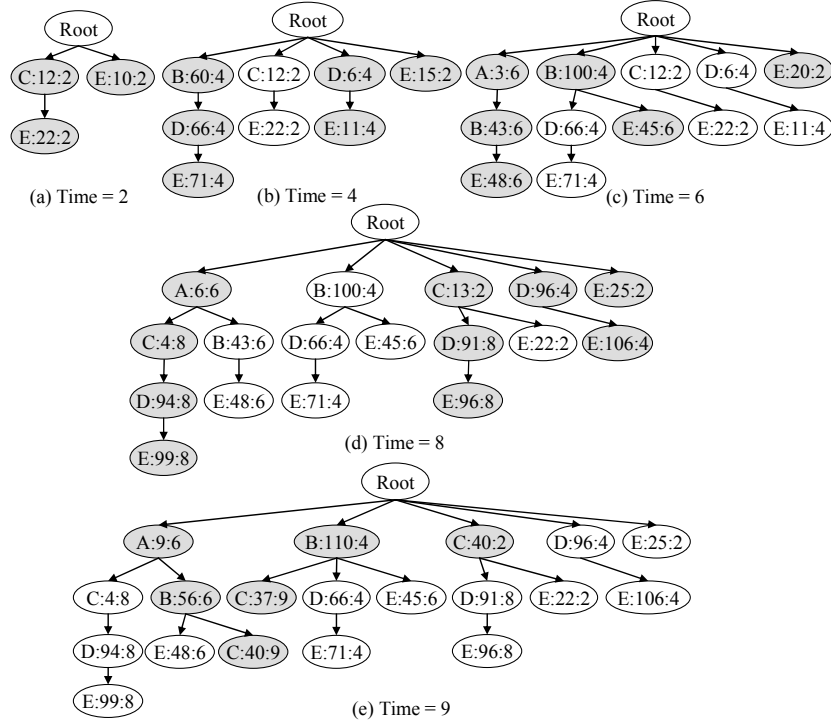 Root
C:12:2 E:10:2
E:22:2
(a) Time = 2
Root
B:60:4 C:12:2 D:6:4 E:15:2
D:66:4 E:22:2 E:11:4
E:71:4
(b) Time = 4
Root
A:3:6 B:100:4 C:12:2 D:6:4 E:20:2
B:43:6 D:66:4 E:45:6 E:22:2 E:11:4
E:48:6 E:71:4
(c) Time = 6
Root
A:6:6 B:100:4 C:13:2 D:96:4 E:25:2
C:4:8 B:43:6 D:66:4 E:45:6 D:91:8 E:22:2 E:106:4
D:94:8 E:48:6 E:71:4 E:96:8
E:99:8
(d) Time = 8
Root
A:9:6 B:110:4 C:40:2 D:96:4 E:25:2
C:4:8 B:56:6 C:37:9 D:66:4 E:45:6 D:91:8 E:22:2 E:106:4
D:94:8 E:48:6 C:40:9 E:71:4 E:96:8
E:99:8
(e) Time = 9